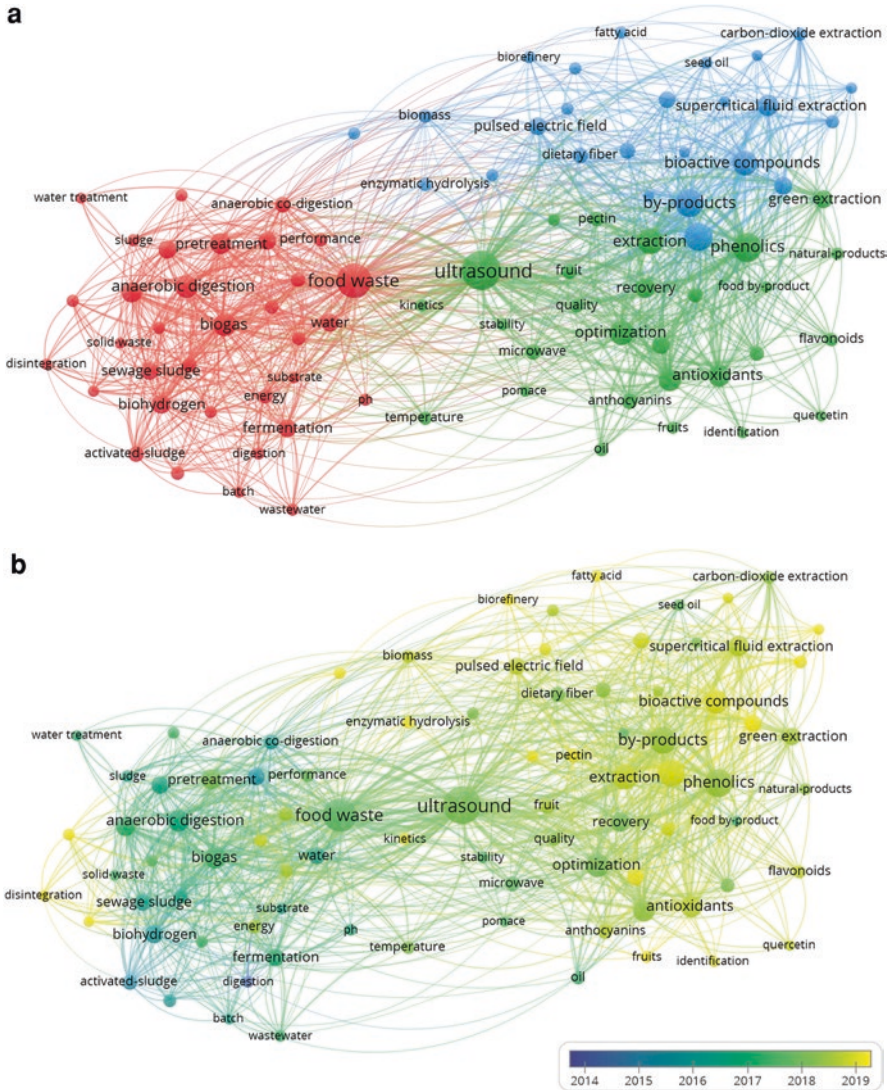 a
fatty acid
carbon-dioxide extraction
biorefinery
seed oil
biomass
supercritical fluid extraction
pulsed electric field
dietary fiber
bioactive compounds
enzymatic hydrolysis
water treatment
anaerobic co-digestion
by-products
green extraction
pectin
sludge
pretreatment
performance
extraction
phenolics
natural-products
food waste
ultrasound
fruit
anaerobic digestion
recovery
food by-product
kinetics
quality
biogas
water
stability
optimization
flavonoids
solid-waste
microwave
disintegration
sewage sludge
substrate
antioxidants
energy
pomace
biohydrogen
ph
anthocyanins
temperature
quercetin
fermentation
fruits
identification
activated-sludge
digestion
oil
batch
wastewater
b
fatty acid
carbon-dioxide extraction
biorefinery
seed oil
biomass
supercritical fluid extraction
pulsed electric field
dietary fiber
bioactive compounds
enzymatic hydrolysis
water treatment
anaerobic co-digestion
by-products
green extraction
pectin
sludge
pretreatment
performance
extraction
phenolics
natural-products
food waste
ultrasound
fruit
anaerobic digestion
recovery
food by-product
kinetics
quality
biogas
water
stability
optimization
flavonoids
solid-waste
microwave
disintegration
sewage sludge
substrate
antioxidants
energy
pomace
biohydrogen
ph
anthocyanins
temperature
quercetin
fermentation
fruits
identification
activated-sludge
digestion
oil
batch
wastewater
2014 2015 2016 2017 2018 2019